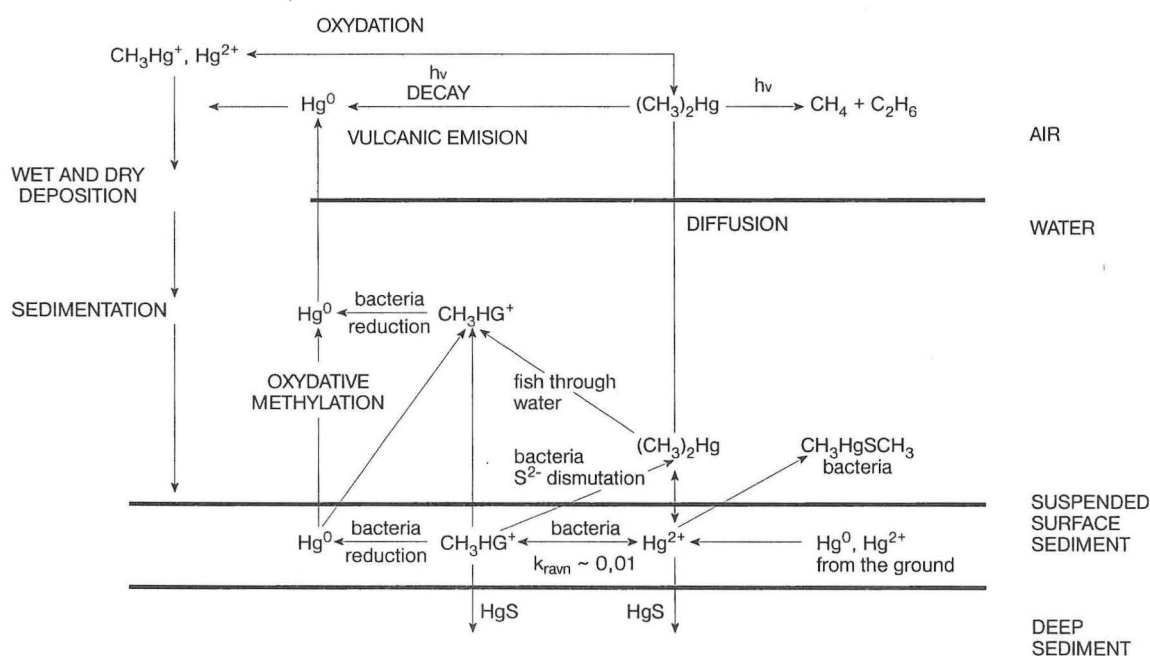 OXYDATION
CH₃Hg⁺, Hg²⁺
hν
DECAY
hν
Hg⁰
(CH₃)₂Hg
CH₄ + C₂H₆
VULCANIC EMISION
AIR
WET AND DRY
DEPOSITION
DIFFUSION
WATER
SEDIMENTATION
Hg⁰
bacteria
reduction
CH₃HG⁺
OXYDATIVE
METHYLATION
fish through
water
(CH₃)₂Hg
CH₃HgSCH₃
bacteria
bacteria
S²⁻ dismutation
SUSPENDED
SURFACE
SEDIMENT
Hg⁰
bacteria
reduction
CH₃HG⁺
bacteria
k_ravn ~ 0,01
Hg²⁺
Hg⁰, Hg²⁺
from the ground
HgS
HgS
DEEP
SEDIMENT